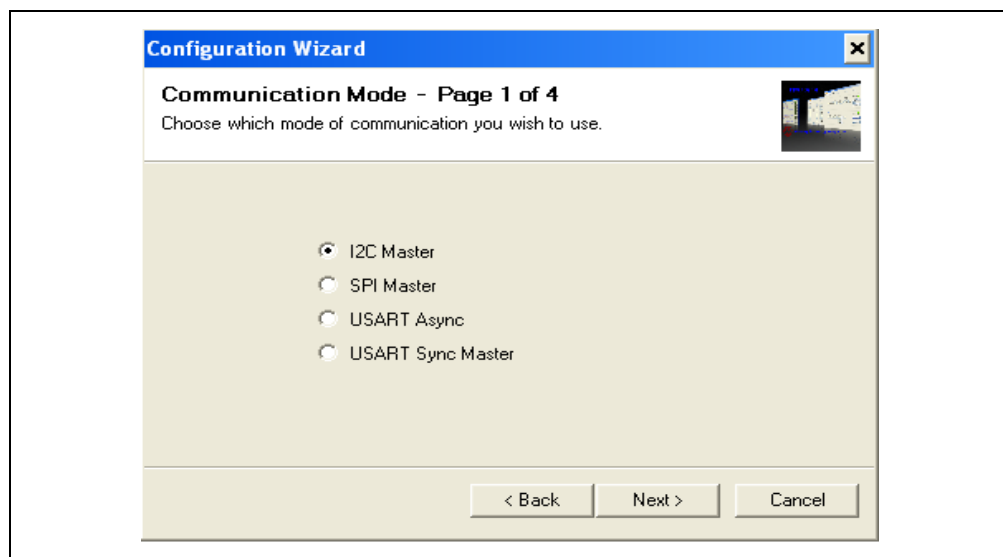 Configuration Wizard
Communication Mode - Page 1 of 4
Choose which mode of communication you wish to use.
I2C Master
SPI Master
USART Async
USART Sync Master
< Back
Next >
Cancel